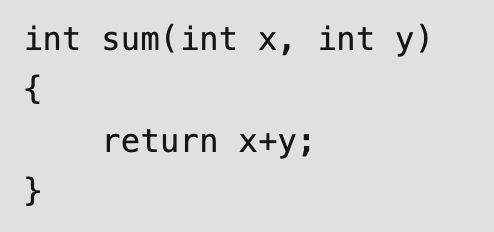 int sum(int x, int y)
{
    return x+y;
}